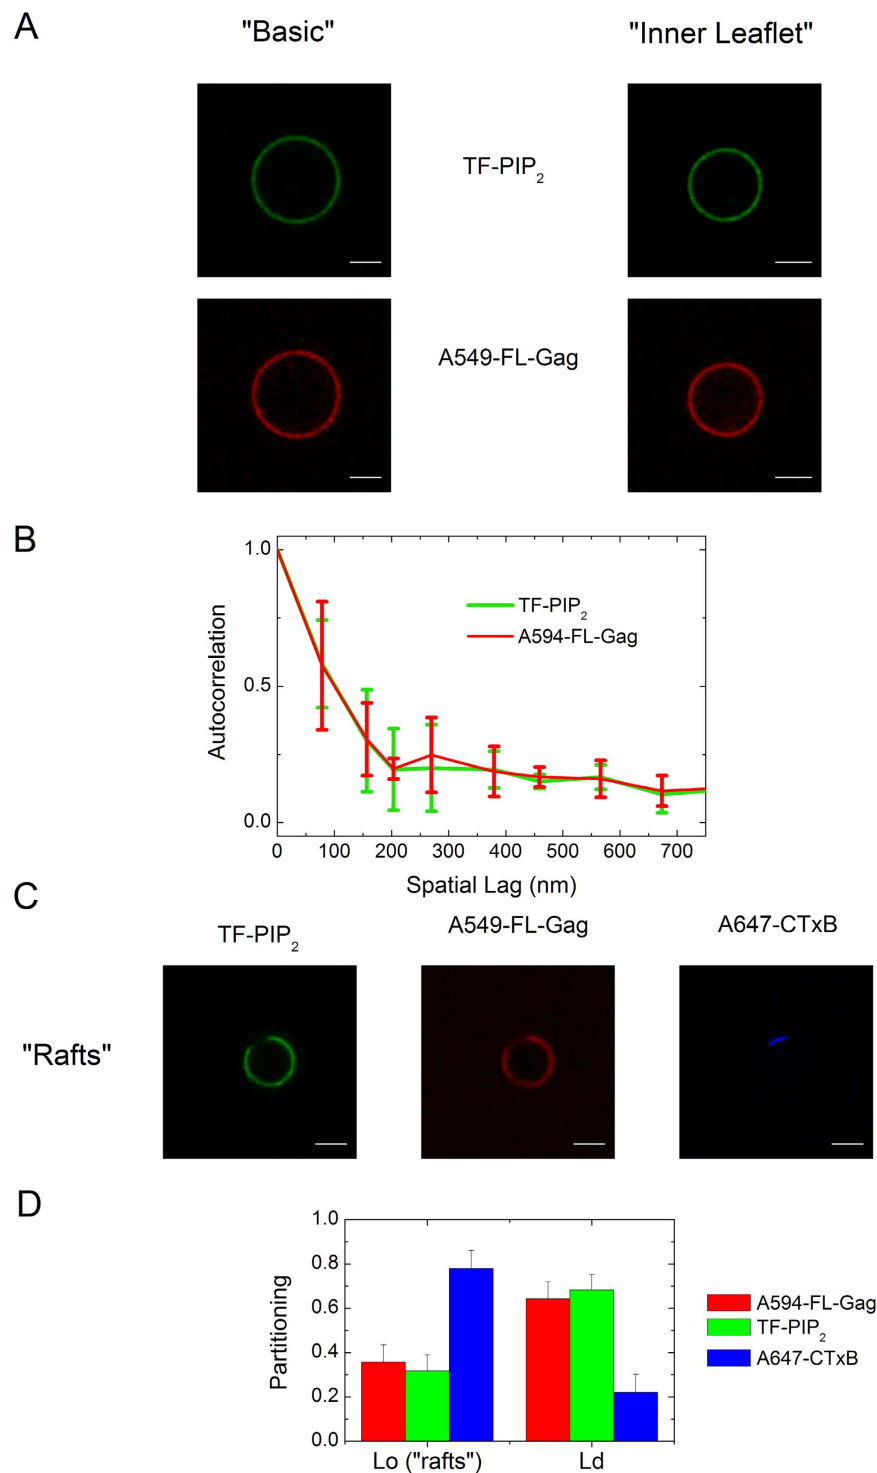 A
"Basic"
"Inner Leaflet"
TF-PIP2
A549-FL-Gag
B
Autocorrelation
1.0
0.5
0.0
TF-PIP2
A594-FL-Gag
0 100 200 300 400 500 600 700
Spatial Lag (nm)
C
TF-PIP2
A549-FL-Gag
A647-CTxB
"Rafts"
D
Partitioning
1.0
0.8
0.6
0.4
0.2
0.0
Lo ("rafts")
Ld
A594-FL-Gag
TF-PIP2
A647-CTxB